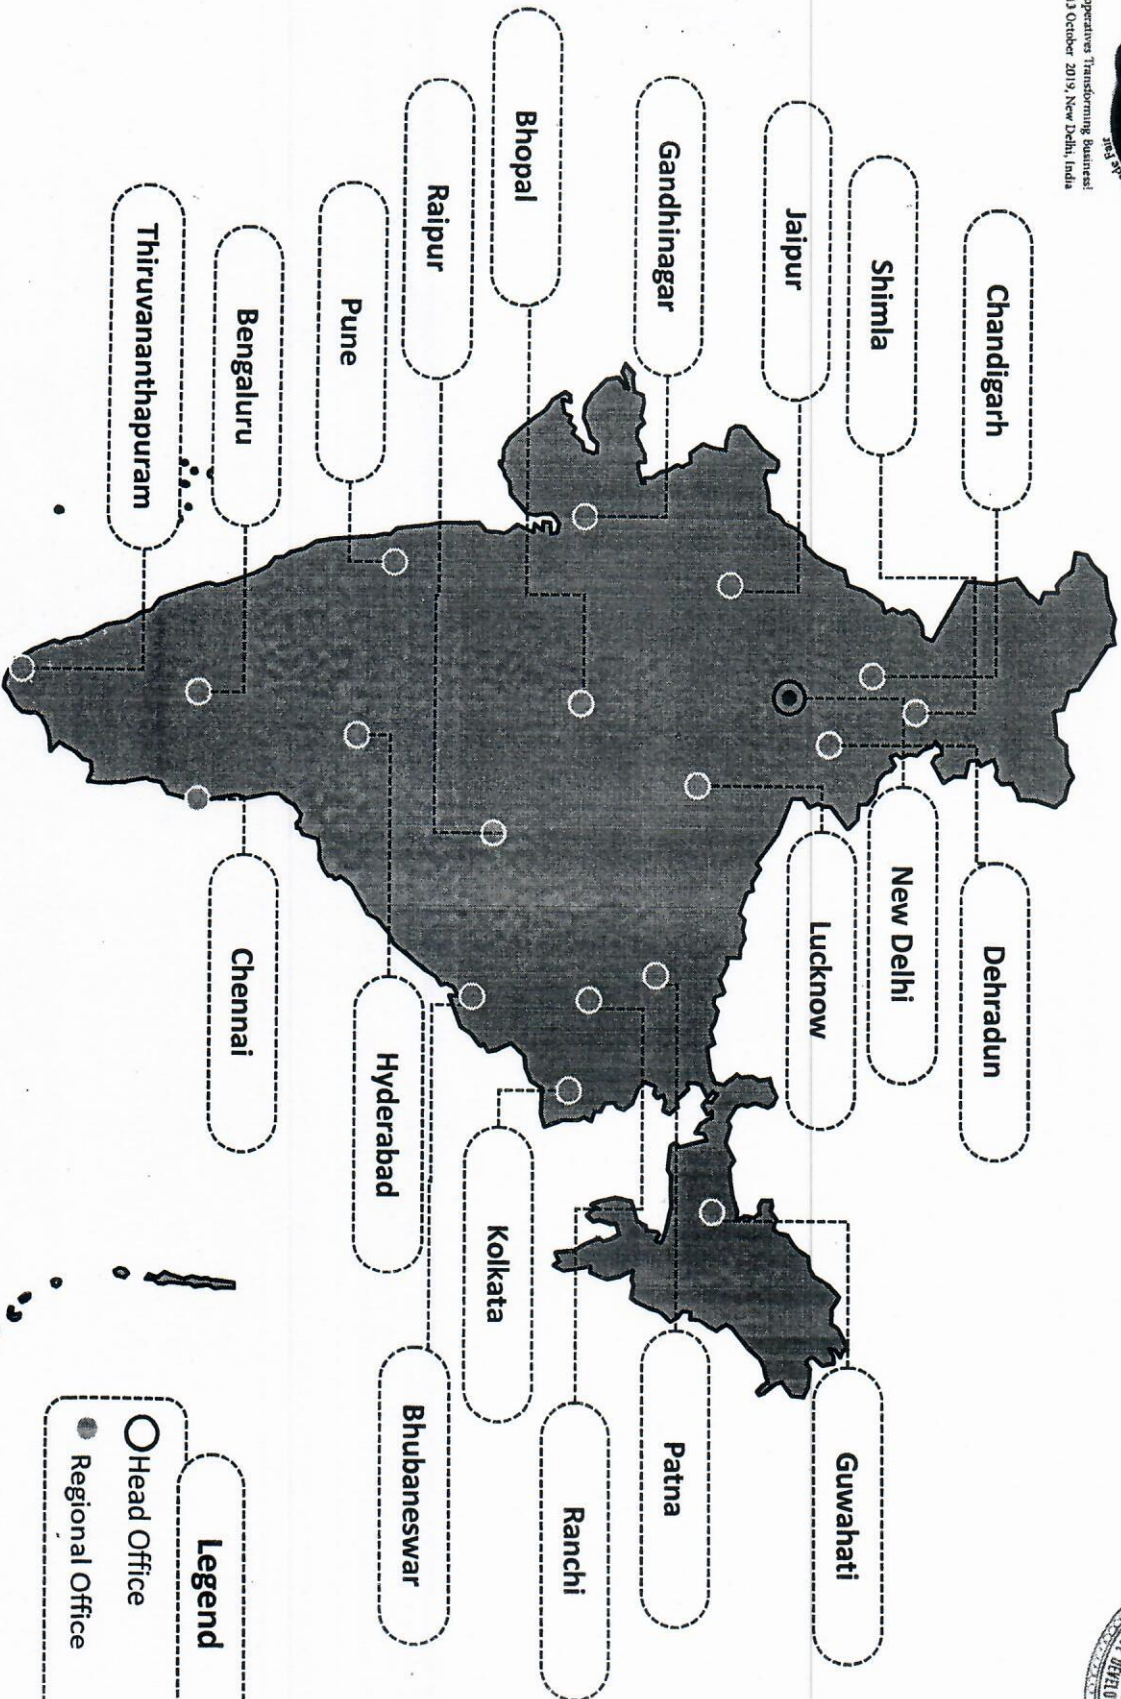 operatives Transforming Business!
13 October 2019, New Delhi, India
Chandigarh
Shimla
Jaipur
Gandhinagar
Bhopal
Raipur
Pune
Bengaluru
Thiruvananthapuram
Dehradun
New Delhi
Lucknow
Guwahati
Patna
Ranchi
Kolkata
Bhubaneswar
Hyderabad
Chennai
Legend
Head Office
Regional Office